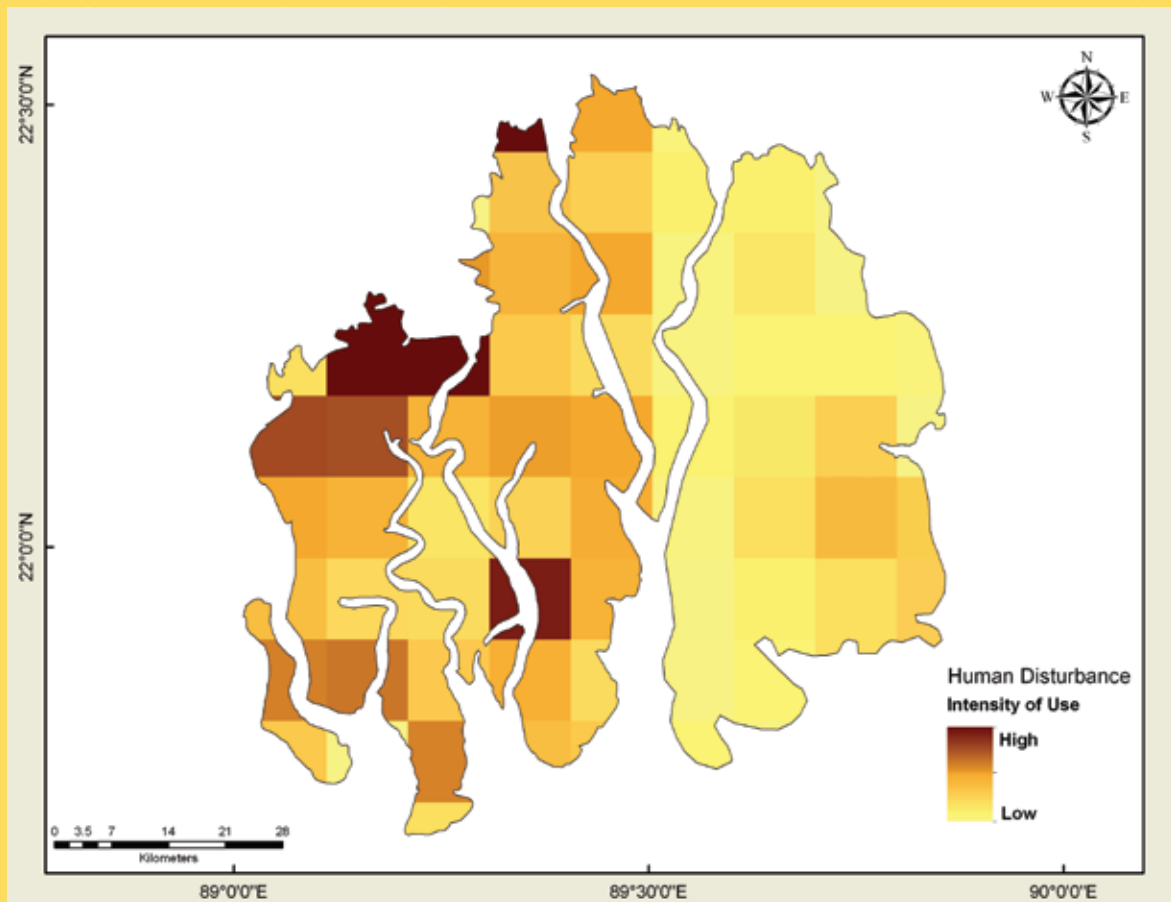 N
W E
S
22°30'0"N
22°0'0"N
Human Disturbance
Intensity of Use
High
Low
0 3.5 7 14 21 28
Kilometers
89°0'0"E 89°30'0"E 90°0'0"E